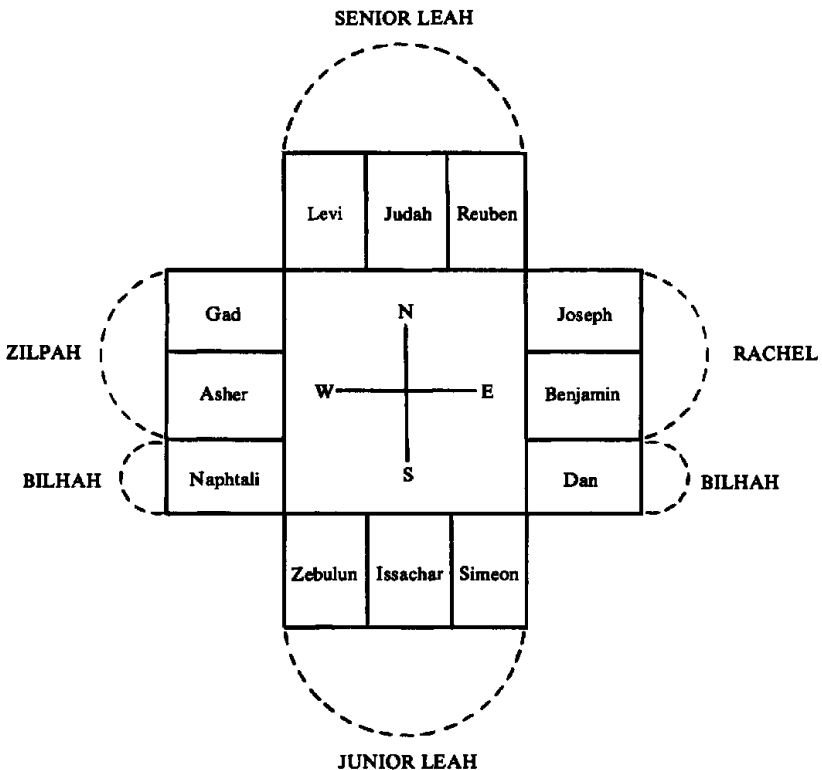 SENIOR LEAH
Levi Judah Reuben
Gad N Joseph
ZILPAH RACHEL
Asher W E Benjamin
BILHAH Naphtali S Dan BILHAH
Zebulun Issachar Simeon
JUNIOR LEAH